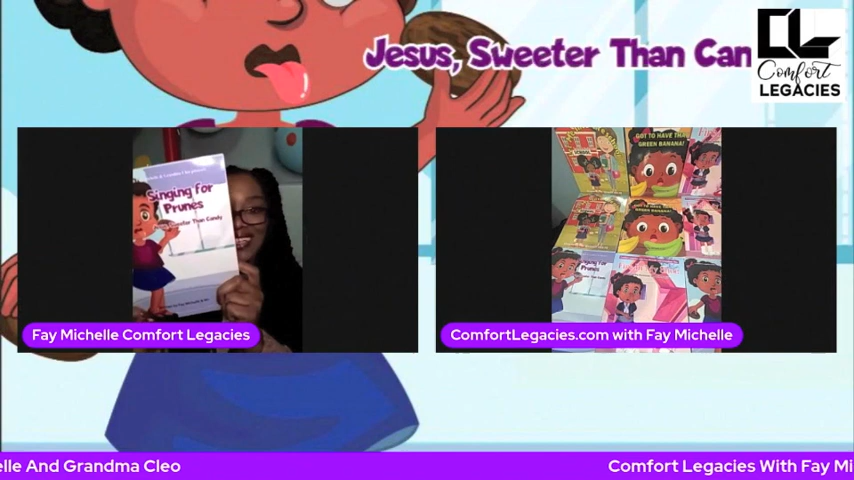 Jesus, Sweeter Than Can
CL
Comfort
LEGACIES
Singing for
Prunes
Sweeter Than Candy
GOT TO HAVE THAT
GREEN BANANA!
Fay Michelle Comfort Legacies
ComfortLegacies.com with Fay Michelle
elle And Grandma Cleo
Comfort Legacies With Fay Mi